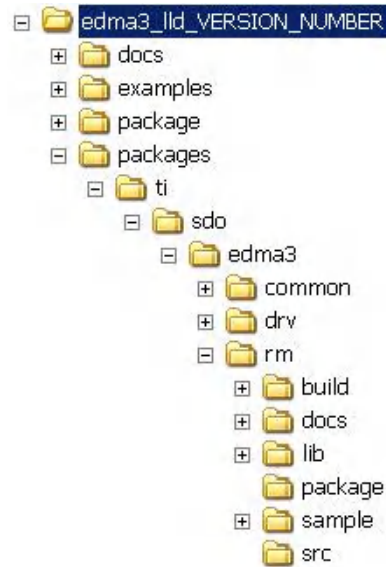 edma3_lld_VERSION_NUMBER
docs
examples
package
packages
ti
sdo
edma3
common
drv
rm
build
docs
lib
package
sample
src